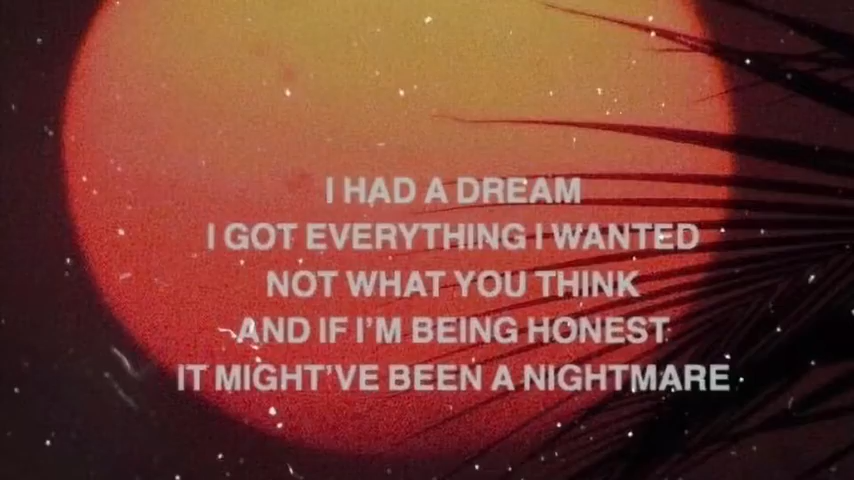 I HAD A DREAM
I GOT EVERYTHING I WANTED
NOT WHAT YOU THINK
AND IF I'M BEING HONEST
IT MIGHT'VE BEEN A NIGHTMARE